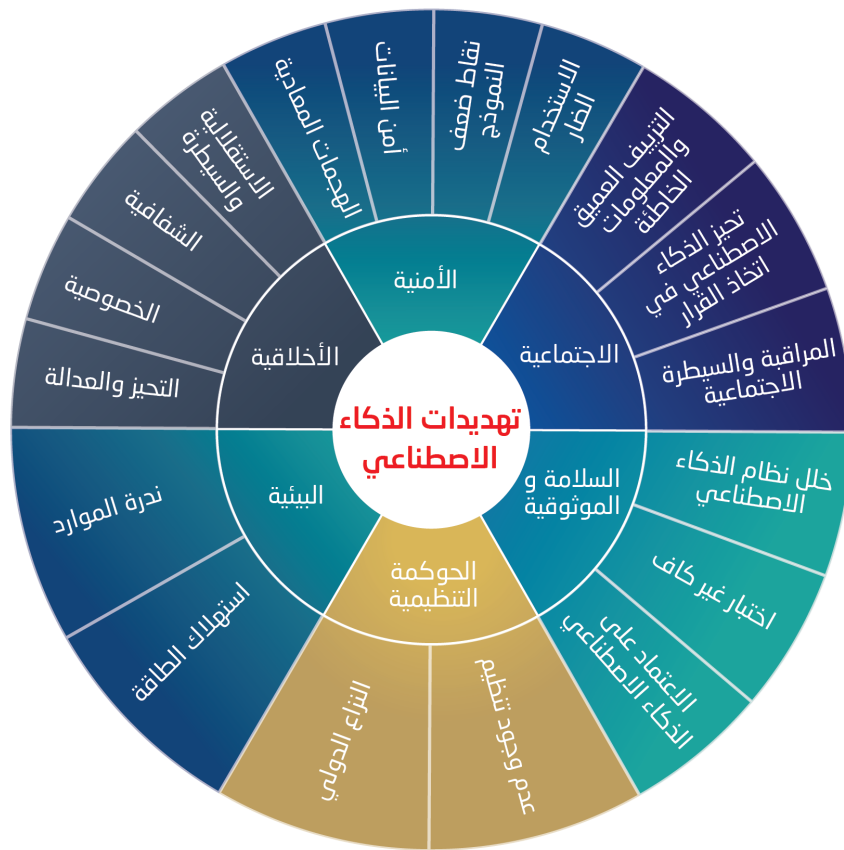 تهديدات الذكاء
الاصطناعي
الأمنية
الاستخدام
الضار
نقاط ضعف
النموذج
أمن البيانات
الهجمات المعادية
الاجتماعية
التزييف العميق
والمعلومات
الخاطئة
تحيز الذكاء
الاصطناعي في
اتخاذ القرار
المراقبة والسيطرة
الاجتماعية
السلامة و
الموثوقية
خلل نظام الذكاء
الاصطناعي
اختبار غير كاف
الاعتماد على
الذكاء الاصطناعي
الحوكمة
التنظيمية
عدم وجود تنظيم
النزاع الدولي
البيئية
استهلاك الطاقة
ندرة الموارد
الأخلاقية
التحيز والعدالة
الخصوصية
الشفافية
الاستقلالية
والسيطرة